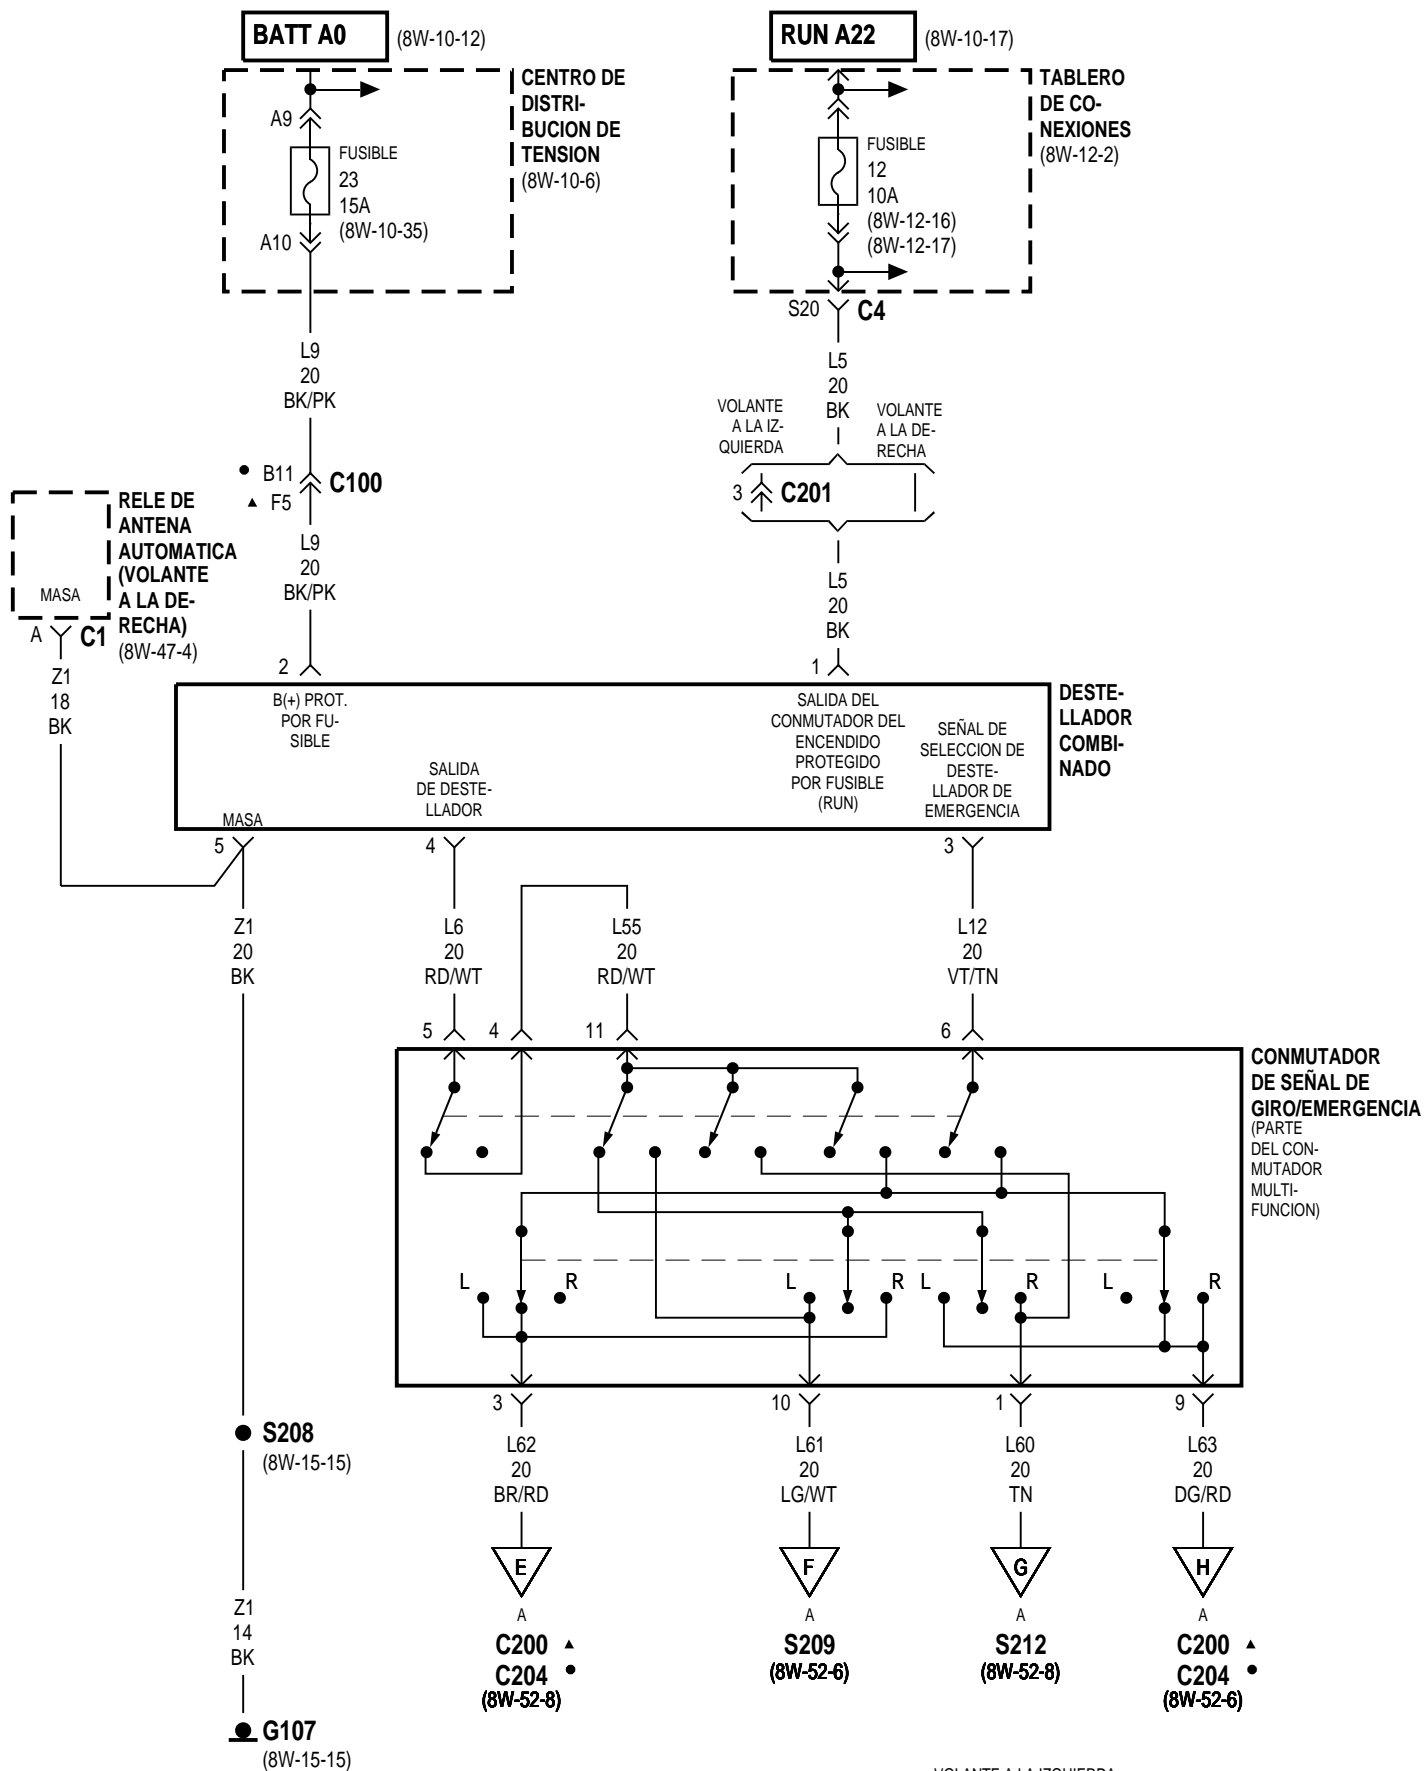 BATT A0 (8W-10-12)
RUN A22 (8W-10-17)
CENTRO DE
DISTRI-
BUCION DE
TENSION
(8W-10-6)
A9
FUSIBLE
23
15A
(8W-10-35)
A10
TABLERO
DE CO-
NEXIONES
(8W-12-2)
FUSIBLE
12
10A
(8W-12-16)
(8W-12-17)
S20 C4
L9
20
BK/PK
L5
20
BK
VOLANTE
A LA IZ-
QUIERDA
VOLANTE
A LA DE-
RECHA
B11
F5
C100
3 C201
L9
20
BK/PK
L5
20
BK
RELE DE
ANTENA
AUTOMATICA
(VOLANTE
A LA DE-
RECHA)
(8W-47-4)
MASA
A C1
Z1
18
BK
2
1
B(+) PROT.
POR FU-
SIBLE
SALIDA
DE DESTE-
LLADOR
SALIDA DEL
CONMUTADOR DEL
ENCENDIDO
PROTEGIDO
POR FUSIBLE
(RUN)
SEÑAL DE
SELECCION DE
DESTE-
LLADOR DE
EMERGENCIA
DESTE-
LLADOR
COMBI-
NADO
MASA
5
4
3
Z1
20
BK
L6
20
RD/WT
L55
20
RD/WT
L12
20
VT/TN
5
4
11
6
CONMUTADOR
DE SEÑAL DE
GIRO/EMERGENCIA
(PARTE
DEL CON-
MUTADOR
MULTI-
FUNCION)
L R L R L R L R
3
10
1
9
L62
20
BR/RD
L61
20
LG/WT
L60
20
TN
L63
20
DG/RD
E
F
G
H
A
A
A
A
C200
C204
(8W-52-8)
S209
(8W-52-6)
S212
(8W-52-8)
C200
C204
(8W-52-6)
S208
(8W-15-15)
Z1
14
BK
G107
(8W-15-15)
VOLANTE A LA IZQUIERDA